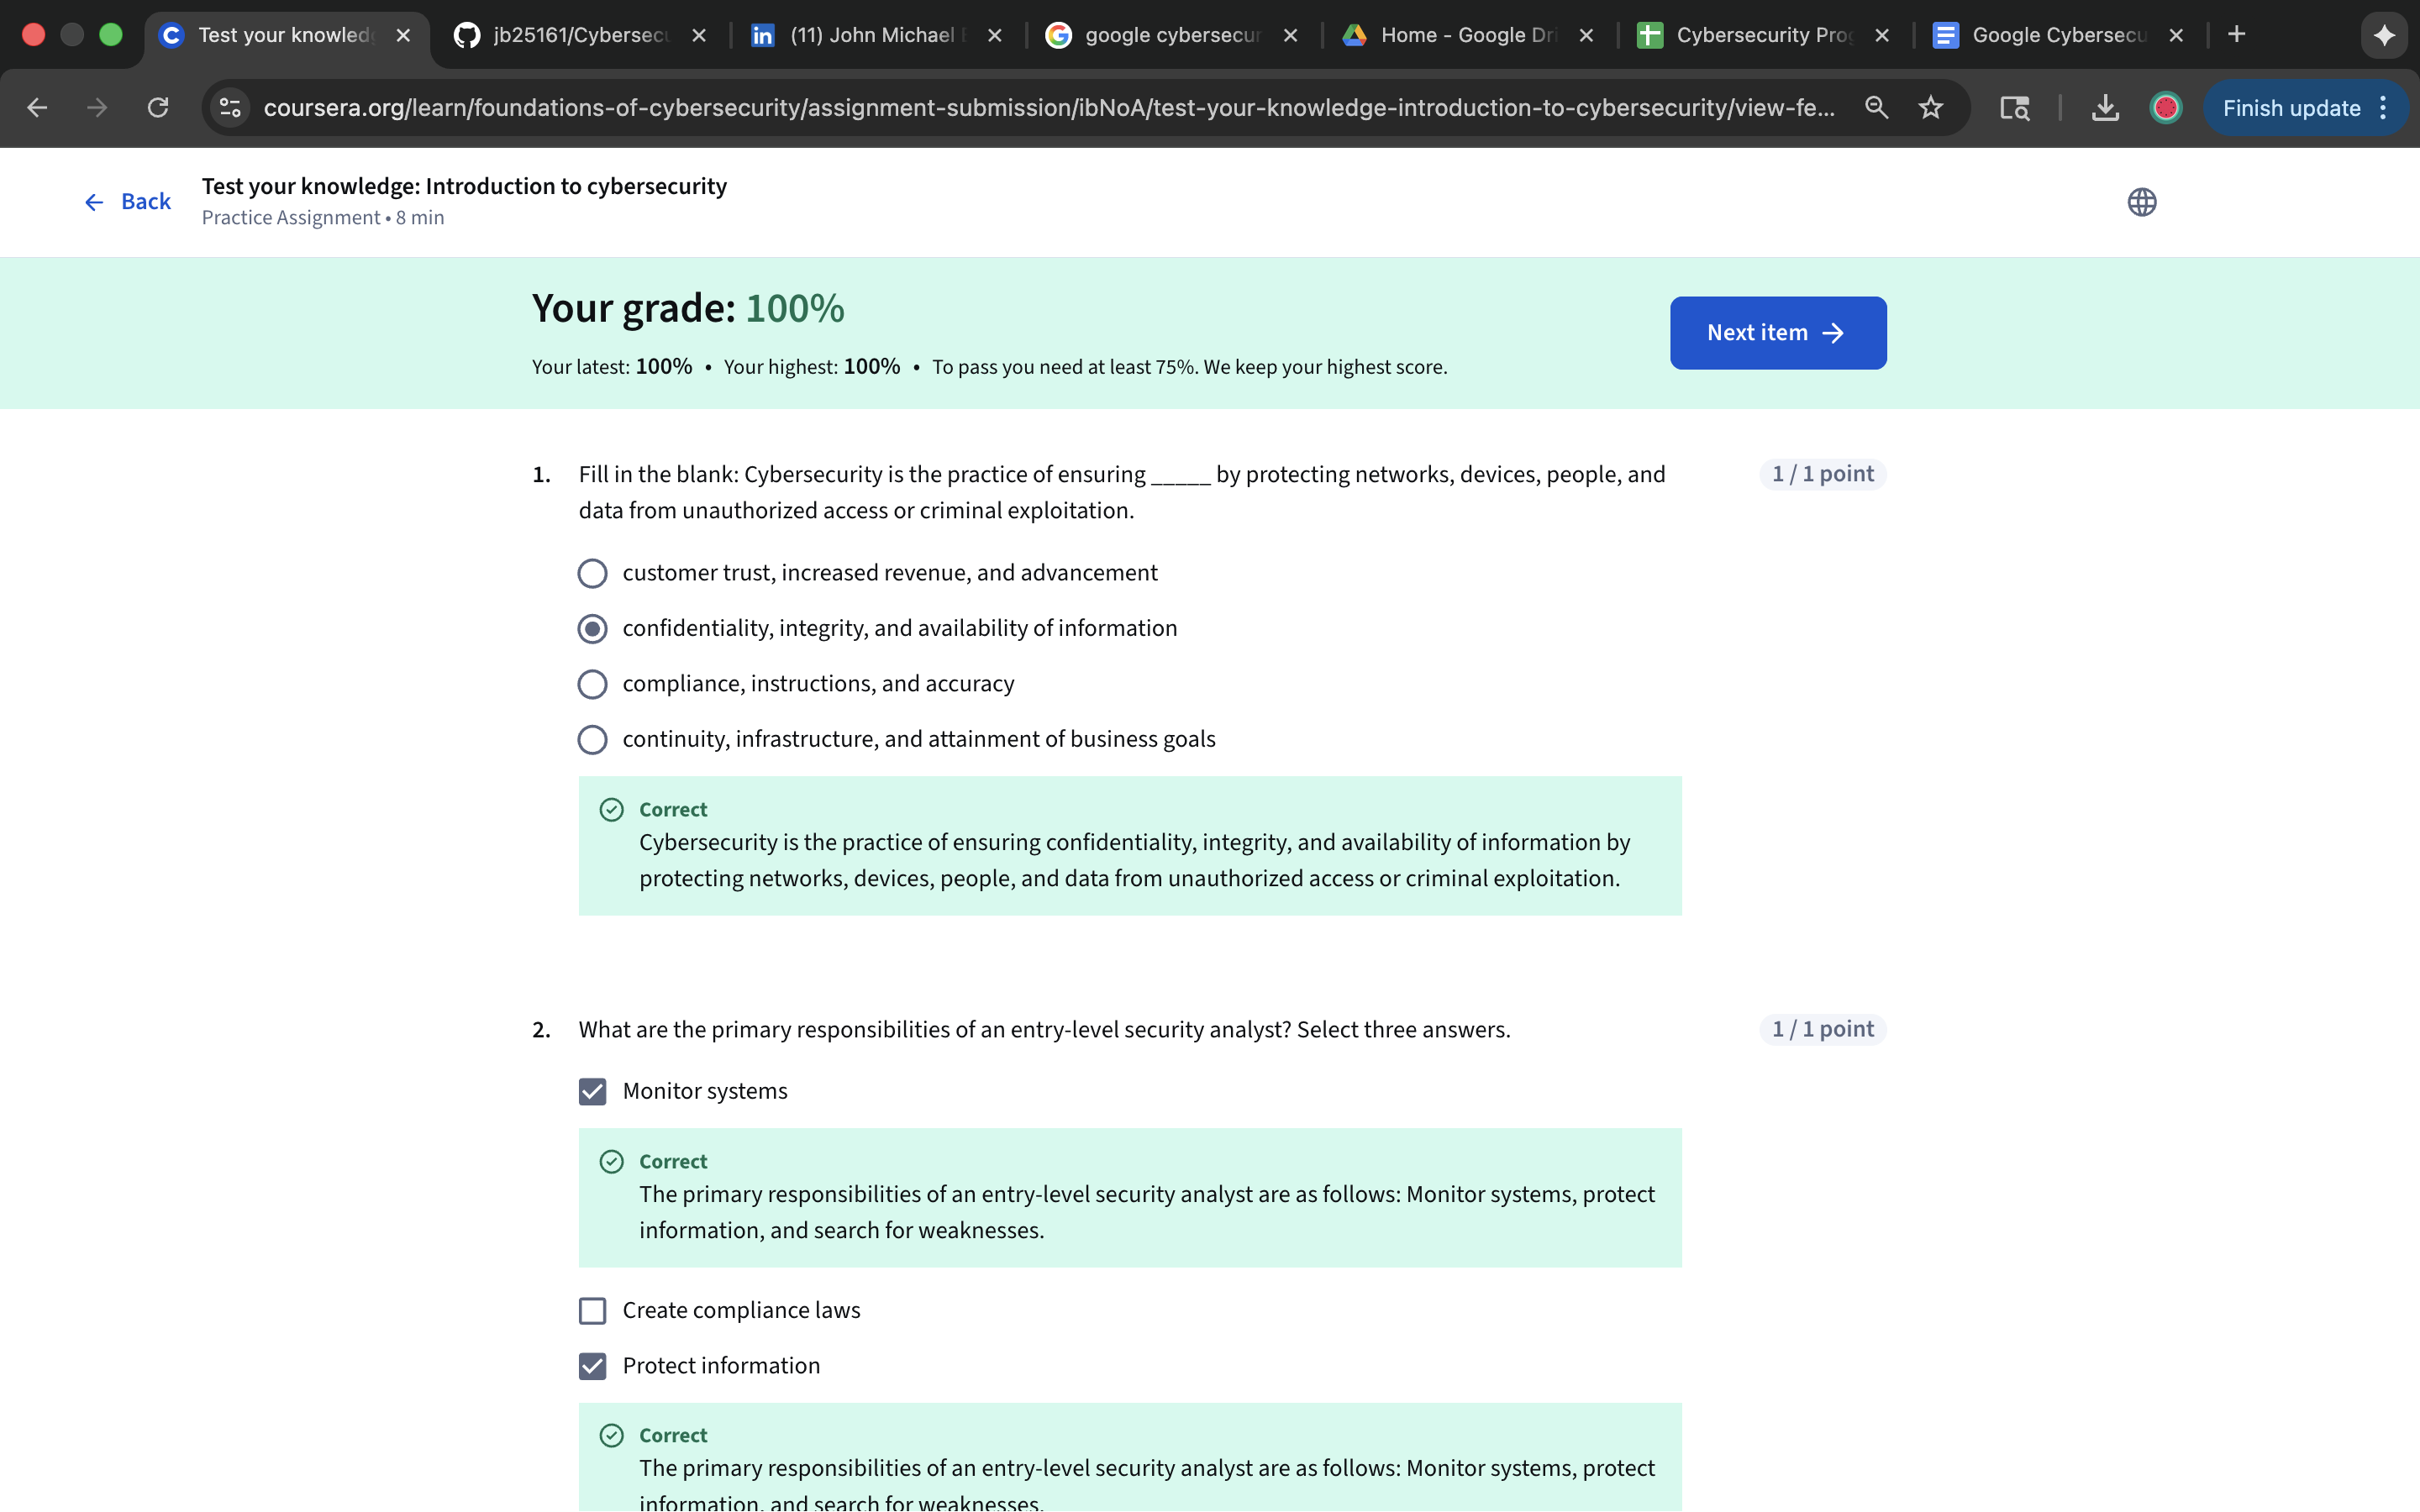 Test your knowled
jb25161/Cybersec
(11) John Michael
google cybersecur
Home - Google Dri
Cybersecurity Pro
Google Cybersecu
coursera.org/learn/foundations-of-cybersecurity/assignment-submission/ibNoA/test-your-knowledge-introduction-to-cybersecurity/view-fe...
Finish update
Back
Test your knowledge: Introduction to cybersecurity
Practice Assignment • 8 min
Your grade: 100%
Your latest: 100% • Your highest: 100% • To pass you need at least 75%. We keep your highest score.
Next item
1. Fill in the blank: Cybersecurity is the practice of ensuring _____ by protecting networks, devices, people, and
data from unauthorized access or criminal exploitation.
1 / 1 point
customer trust, increased revenue, and advancement
confidentiality, integrity, and availability of information
compliance, instructions, and accuracy
continuity, infrastructure, and attainment of business goals
Correct
Cybersecurity is the practice of ensuring confidentiality, integrity, and availability of information by
protecting networks, devices, people, and data from unauthorized access or criminal exploitation.
2. What are the primary responsibilities of an entry-level security analyst? Select three answers.
1 / 1 point
Monitor systems
Correct
The primary responsibilities of an entry-level security analyst are as follows: Monitor systems, protect
information, and search for weaknesses.
Create compliance laws
Protect information
Correct
The primary responsibilities of an entry-level security analyst are as follows: Monitor systems, protect
information, and search for weaknesses.